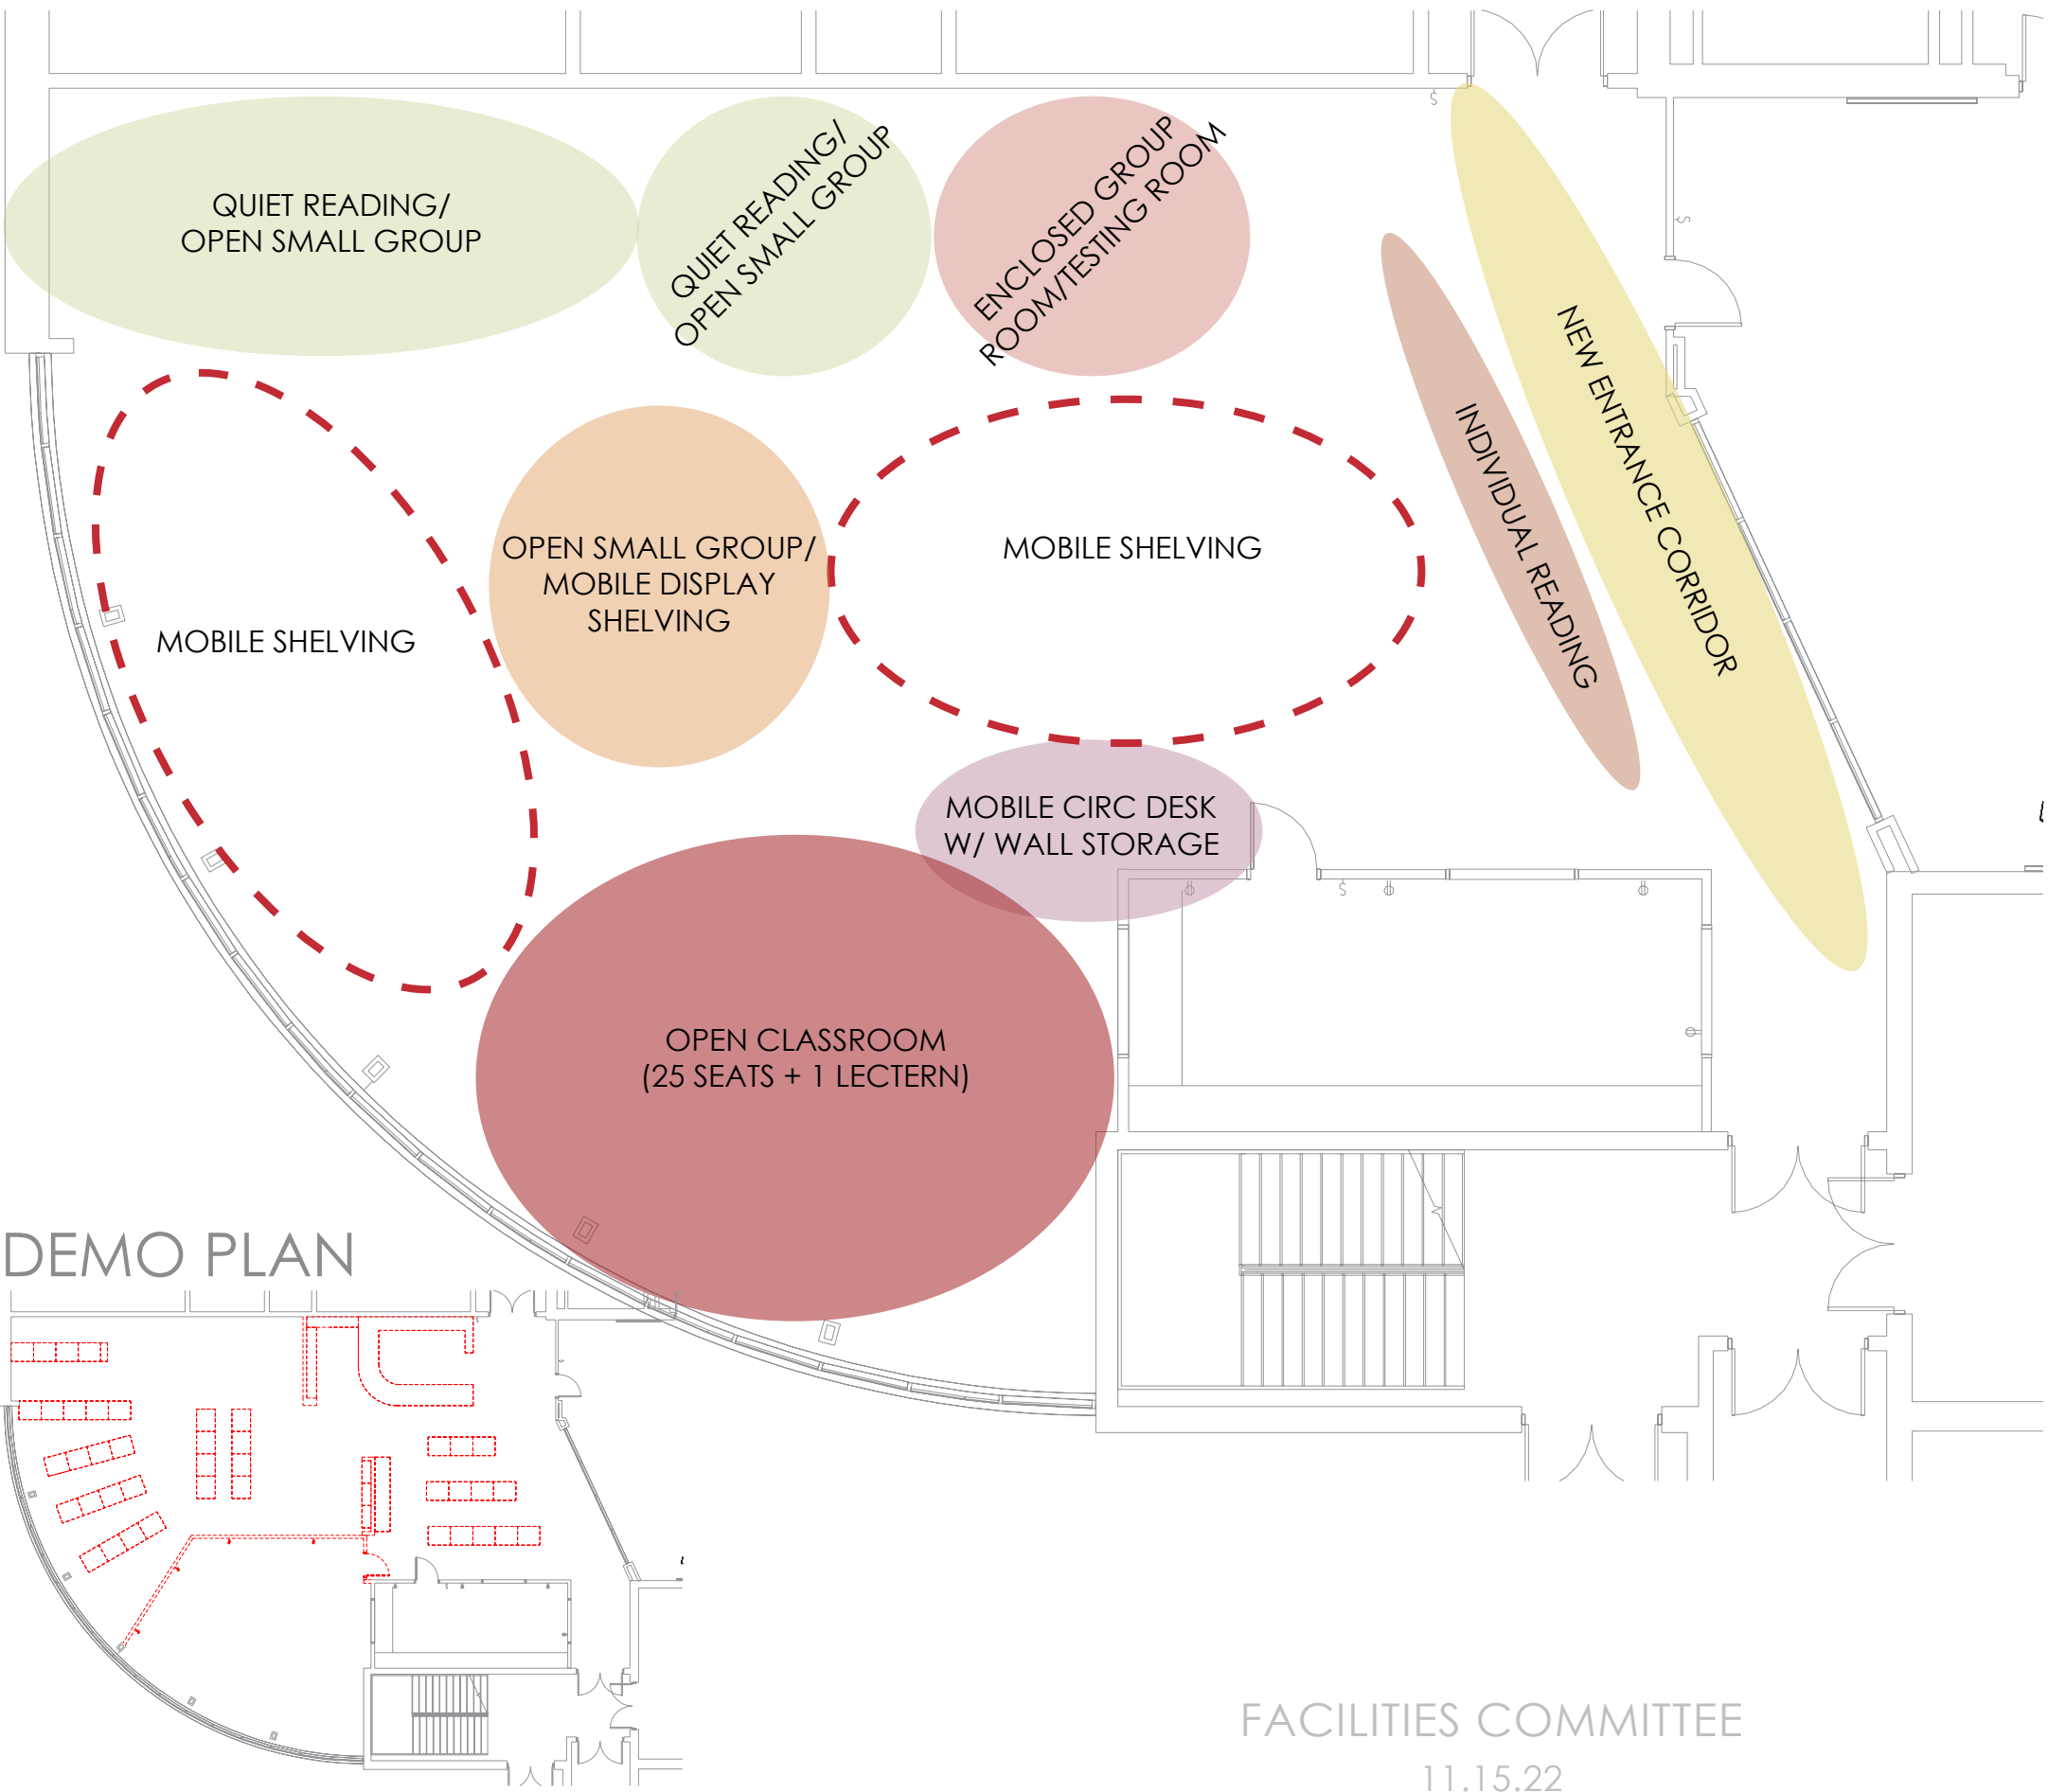 QUIET READING/
OPEN SMALL GROUP
QUIET READING/
OPEN SMALL GROUP
ENCLOSED GROUP
ROOM/TESTING ROOM
NEW ENTRANCE CORRIDOR
INDIVIDUAL READING
OPEN SMALL GROUP/
MOBILE DISPLAY
SHELVING
MOBILE SHELVING
MOBILE SHELVING
MOBILE CIRC DESK
W/ WALL STORAGE
OPEN CLASSROOM
(25 SEATS + 1 LECTERN)
DEMO PLAN
FACILITIES COMMITTEE
11.15.22